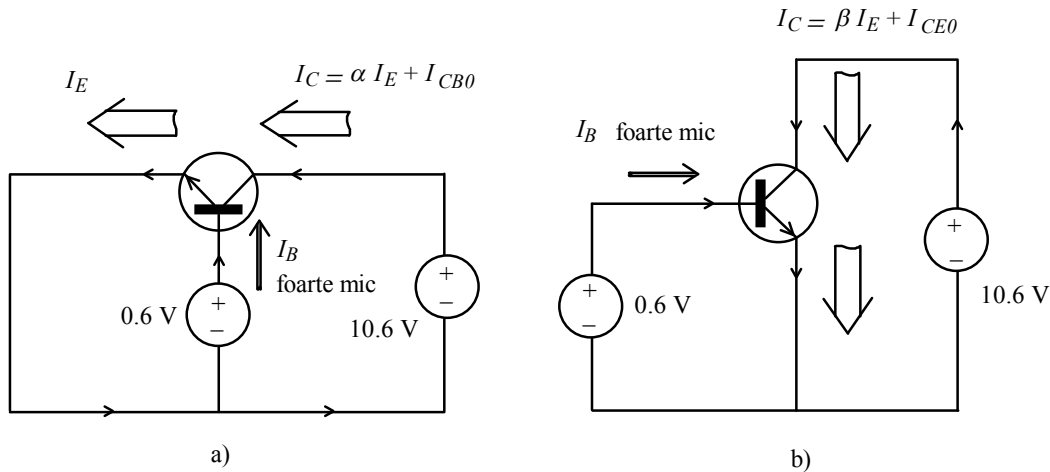 I_E
I_C = α I_E + I_CB0
I_B
foarte mic
0.6 V
+
–
10.6 V
+
–
a)
I_C = β I_E + I_CE0
I_B foarte mic
+
–
0.6 V
+
–
10.6 V
b)